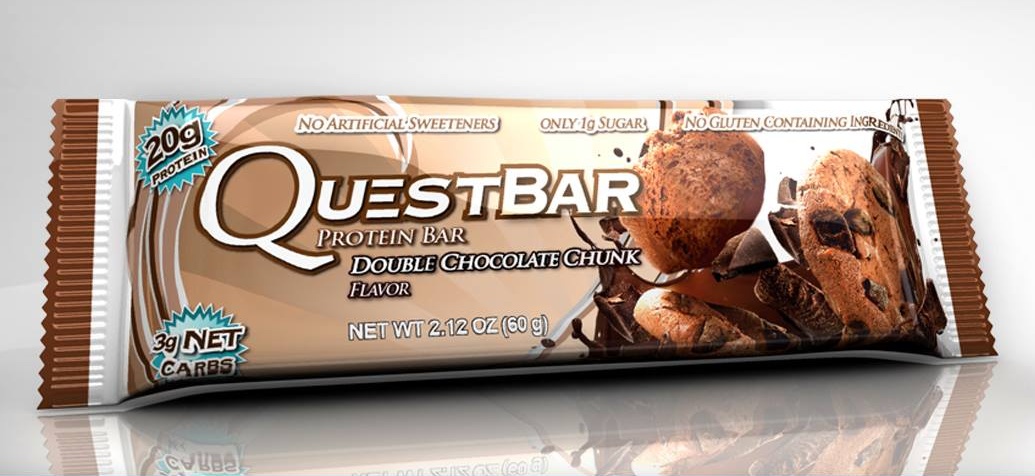 20g
PROTEIN
NO ARTIFICIAL SWEETENERS
ONLY 1g SUGAR
NO GLUTEN CONTAINING INGREDIENTS
QUESTBAR
PROTEIN BAR
DOUBLE CHOCOLATE CHUNK
FLAVOR
NET WT 2.12 OZ (60 g)
3g NET
CARBS